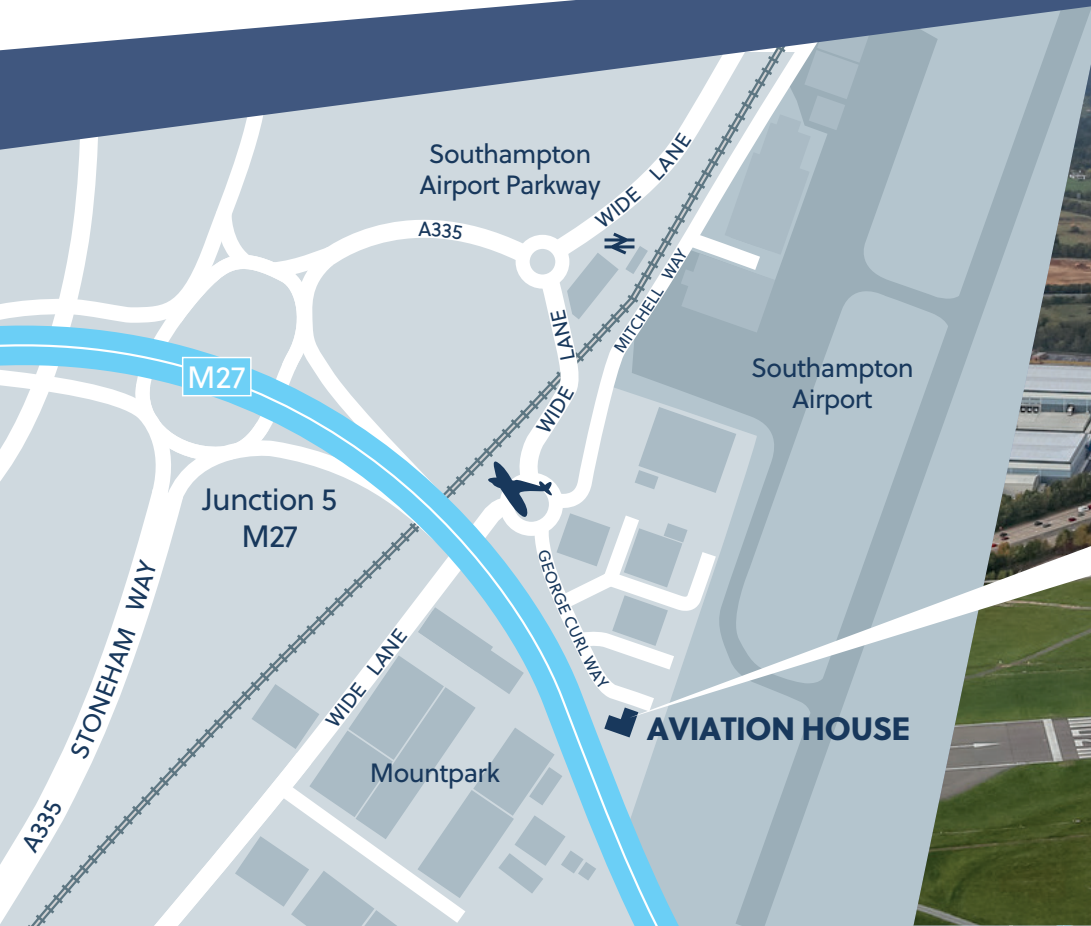 Southampton
Airport Parkway
WIDE LANE
A335
MITCHELL WAY
WIDE LANE
M27
Southampton
Airport
Junction 5
M27
GEORGE CURL WAY
STONEHAM WAY
WIDE LANE
AVIATION HOUSE
Mountpark
A335